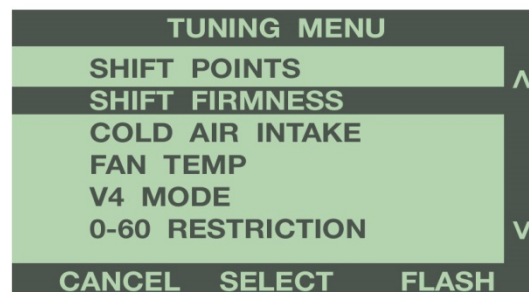 TUNING MENU
SHIFT POINTS
SHIFT FIRMNESS
COLD AIR INTAKE
FAN TEMP
V4 MODE
0-60 RESTRICTION
CANCEL SELECT FLASH